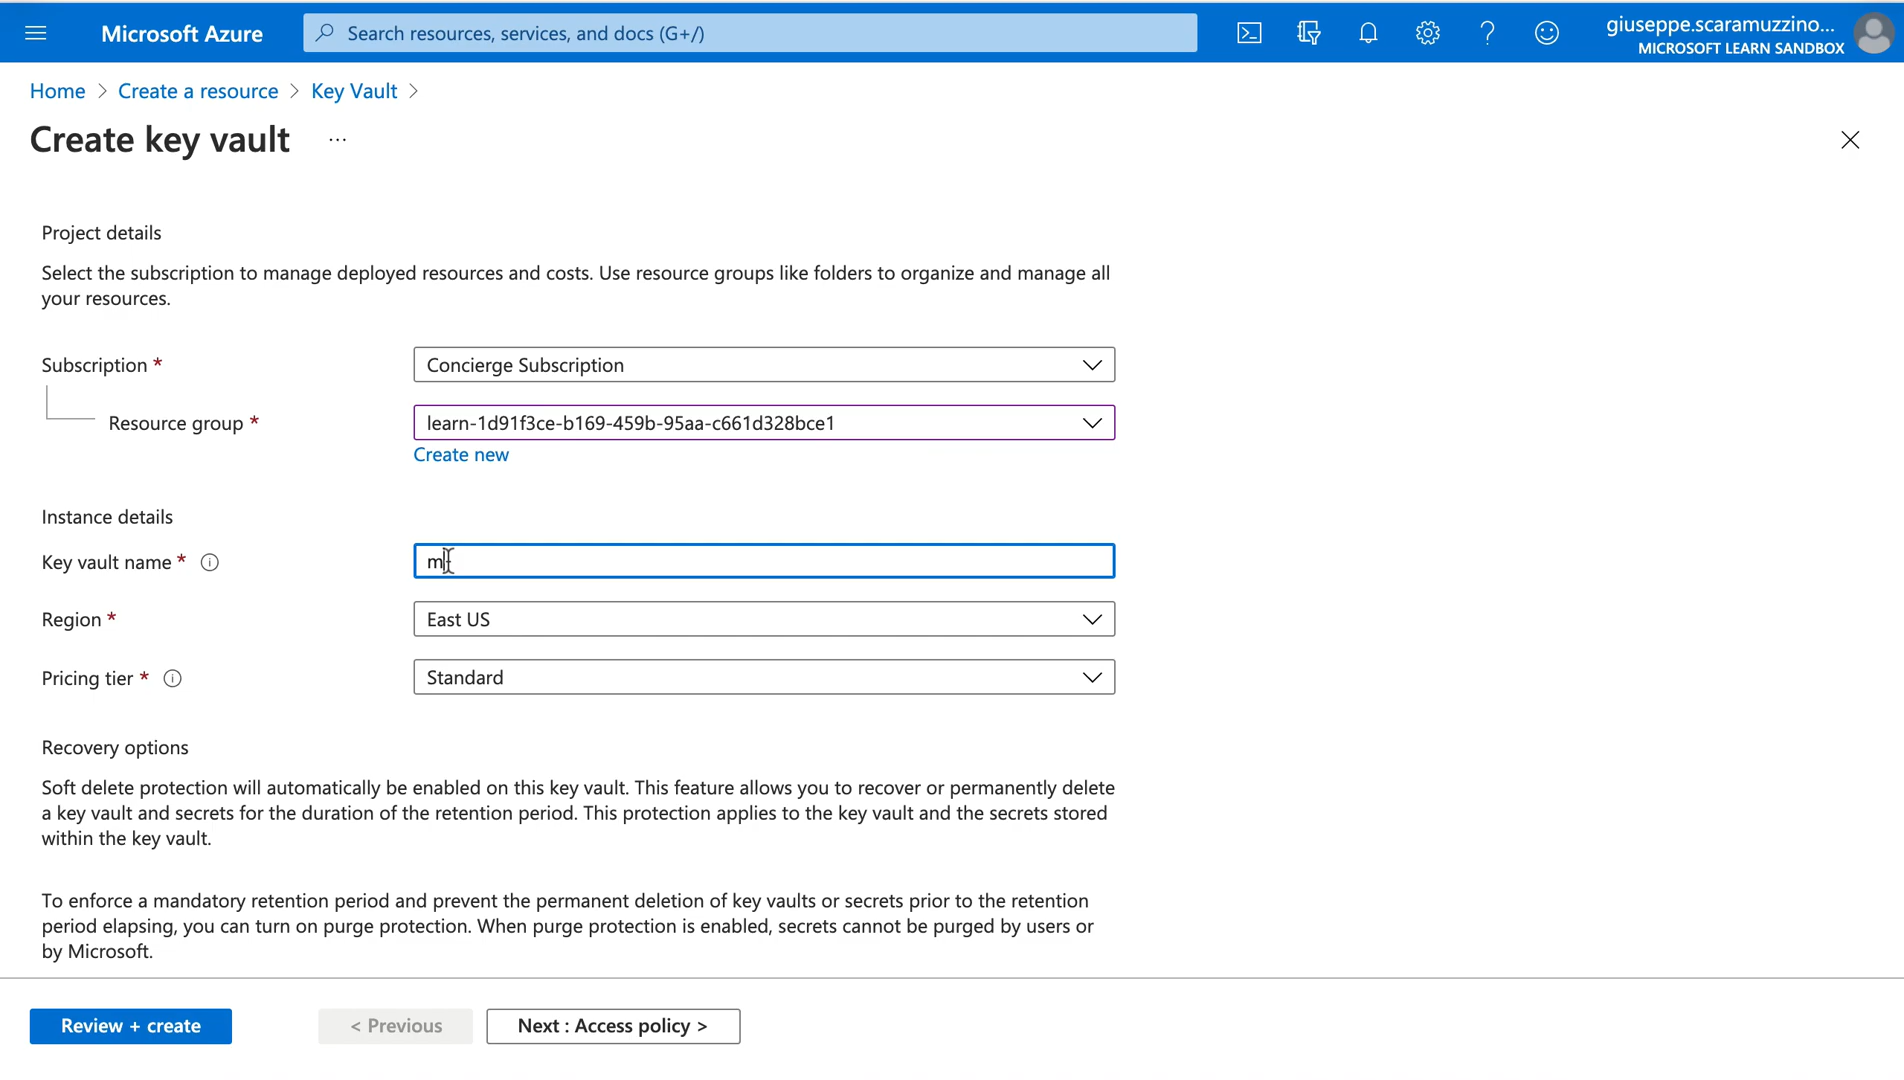 Microsoft Azure
Search resources, services, and docs (G+/)
giuseppe.scaramuzzino...
MICROSOFT LEARN SANDBOX
Home > Create a resource > Key Vault >
Create key vault ...
Project details
Select the subscription to manage deployed resources and costs. Use resource groups like folders to organize and manage all
your resources.
Subscription *
Concierge Subscription
Resource group *
learn-1d91f3ce-b169-459b-95aa-c661d328bce1
Create new
Instance details
Key vault name *
m
Region *
East US
Pricing tier *
Standard
Recovery options
Soft delete protection will automatically be enabled on this key vault. This feature allows you to recover or permanently delete
a key vault and secrets for the duration of the retention period. This protection applies to the key vault and the secrets stored
within the key vault.
To enforce a mandatory retention period and prevent the permanent deletion of key vaults or secrets prior to the retention
period elapsing, you can turn on purge protection. When purge protection is enabled, secrets cannot be purged by users or
by Microsoft.
Review + create
< Previous
Next : Access policy >